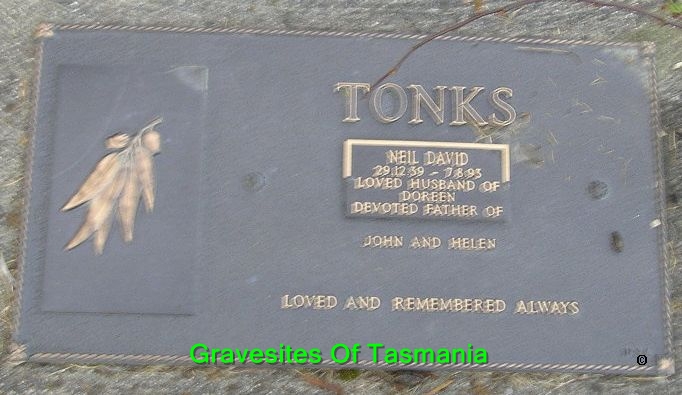 TONKS
NEIL DAVID
29.12.39 - 7.8.93
LOVED HUSBAND OF
DOREEN
DEVOTED FATHER OF
JOHN AND HELEN
LOVED AND REMEMBERED ALWAYS
Gravesites Of Tasmania
©